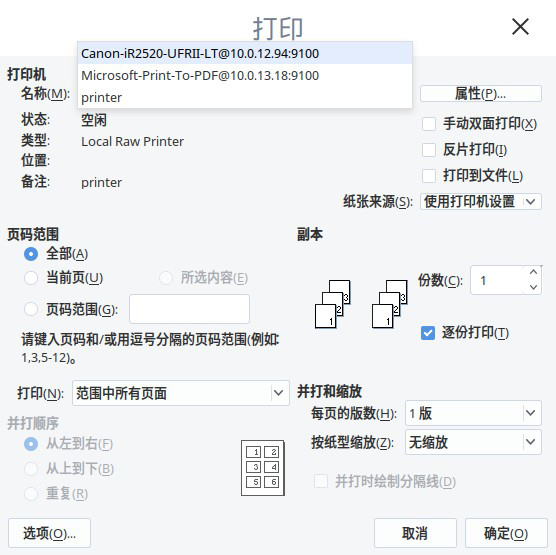 打印
Canon-iR2520-UFRII-LT@10.0.12.94:9100
Microsoft-Print-To-PDF@10.0.13.18:9100
printer
打印机
名称(M):
属性(P)...
状态: 空闲
手动双面打印(X)
类型: Local Raw Printer
反片打印(I)
位置:
打印到文件(L)
备注: printer
纸张来源(S): 使用打印机设置
页码范围
副本
全部(A)
当前页(U) 所选内容(E)
份数(C): 1
页码范围(G):
3 3
2 2
1 1
逐份打印(T)
请键入页码和/或用逗号分隔的页码范围(例如:
1,3,5-12)。
打印(N): 范围中所有页面
并打和缩放
每页的版数(H): 1 版
并打顺序
从左到右(F)
按纸型缩放(Z): 无缩放
1 2
从上到下(B)
3 4
并打时绘制分隔线(D)
5 6
重复(R)
选项(O)...
取消
确定(O)